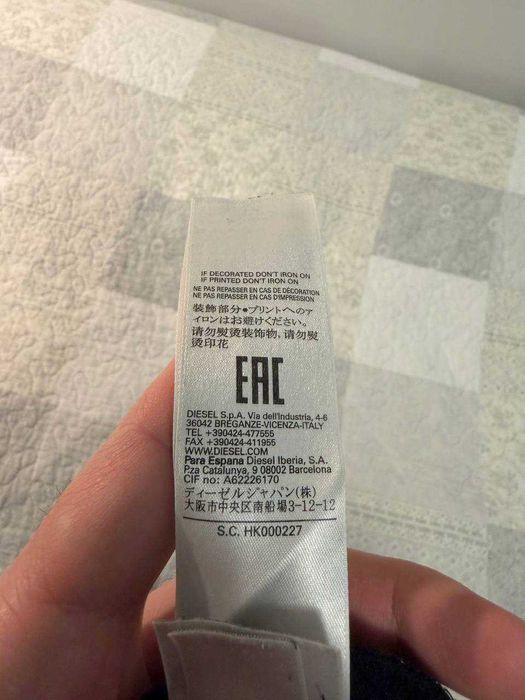 IF DECORATED DON'T IRON ON
IF PRINTED DON'T IRON ON
NE PAS REPASSER EN CAS DE DÉCORATION
NE PAS REPASSER EN CAS D'IMPRESSION
装飾部分●プリントへのア
イロンはお避けください。
请勿熨烫装饰物, 请勿熨
烫印花
EAC
DIESEL S.p.A. Via dell'Industria, 4-6
36042 BREGANZE-VICENZA-ITALY
TEL +390424-477555
FAX +390424-411955
WWW.DIESEL.COM
Para Espana Diesel Iberia, S.A.
P.za Catalunya, 9 08002 Barcelona
CIF no: A62226170
ディーゼルジャパン(株)
大阪市中央区南船場3-12-12
S.C. HK000227